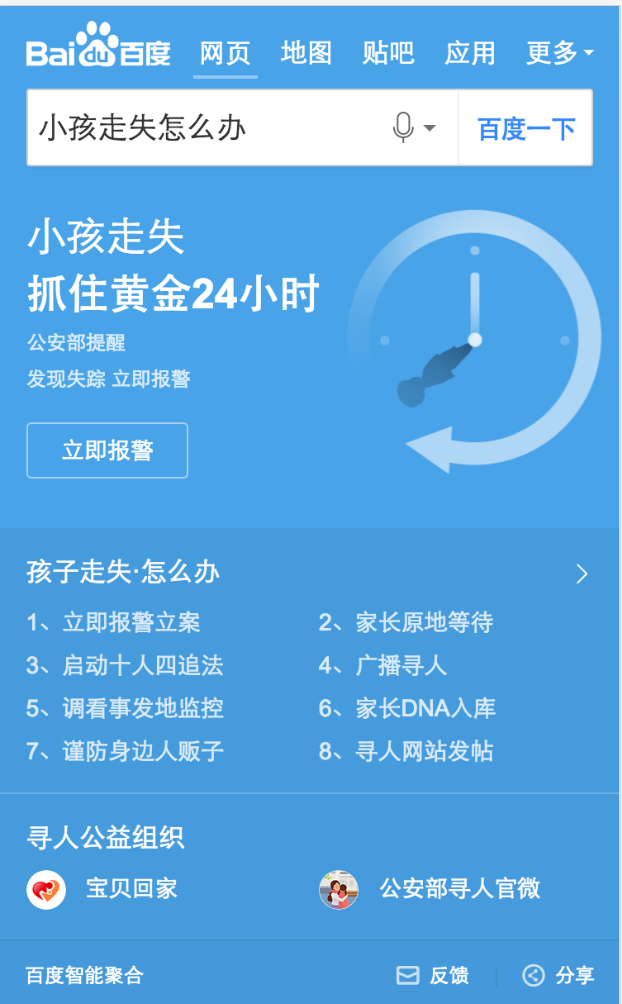 Bai du 百度 网页 地图 贴吧 应用 更多
小孩走失怎么办 百度一下
小孩走失
抓住黄金24小时
公安部提醒
发现失踪 立即报警
立即报警
孩子走失·怎么办
1、立即报警立案 2、家长原地等待
3、启动十人四追法 4、广播寻人
5、调看事发地监控 6、家长DNA入库
7、谨防身边人贩子 8、寻人网站发帖
寻人公益组织
宝贝回家 公安部寻人官微
百度智能聚合 反馈 分享